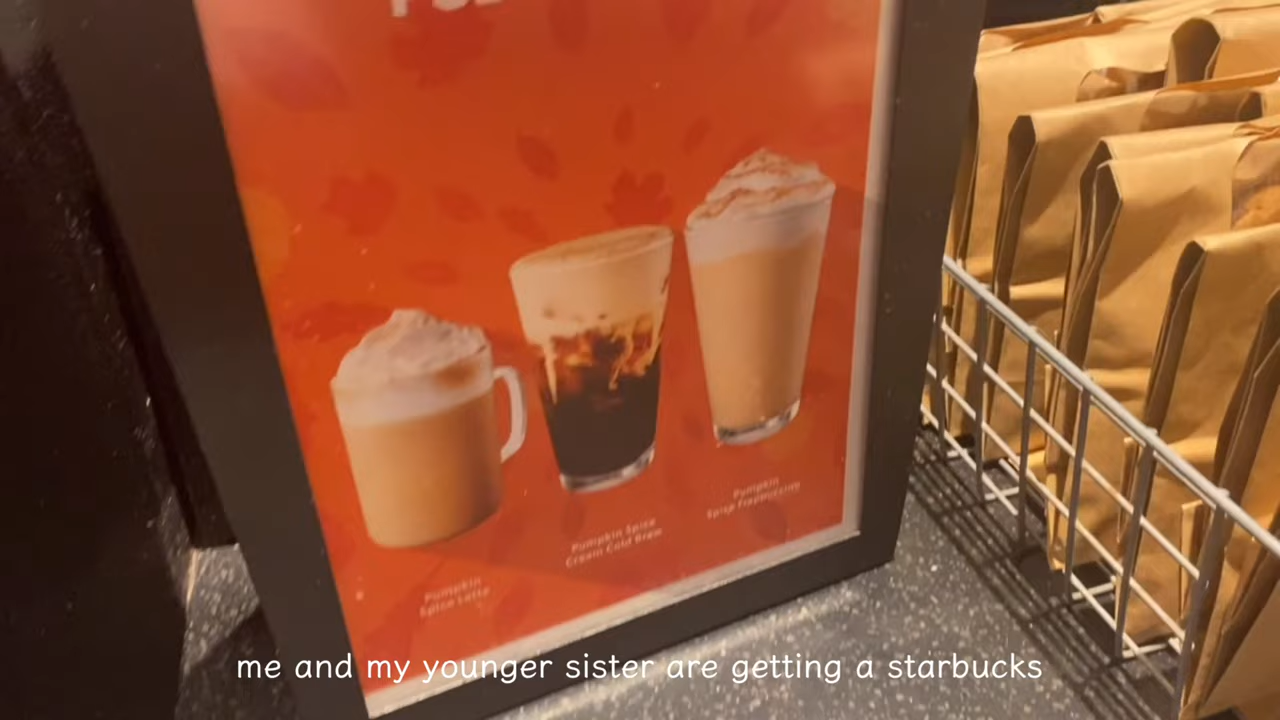 Pumpkin
Spice Latte
Pumpkin Spice
Cream Cold Brew
Pumpkin
Spice Frappuccino
me and my younger sister are getting a starbucks